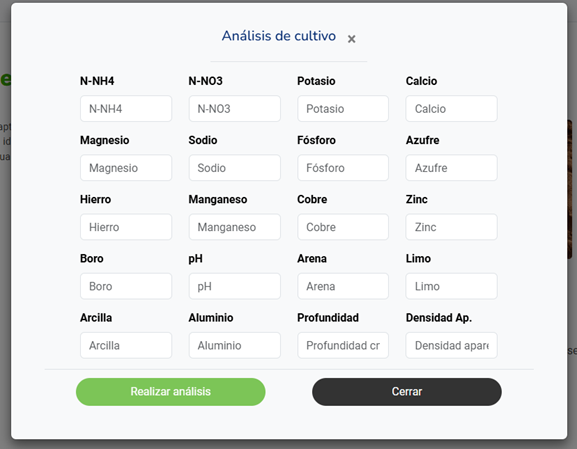 Análisis de cultivo ×
N-NH4 N-NO3 Potasio Calcio
N-NH4 N-NO3 Potasio Calcio
Magnesio Sodio Fósforo Azufre
Magnesio Sodio Fósforo Azufre
Hierro Manganeso Cobre Zinc
Hierro Manganeso Cobre Zinc
Boro pH Arena Limo
Boro pH Arena Limo
Arcilla Aluminio Profundidad Densidad Ap.
Arcilla Aluminio Profundidad cr Densidad apare
Realizar análisis Cerrar